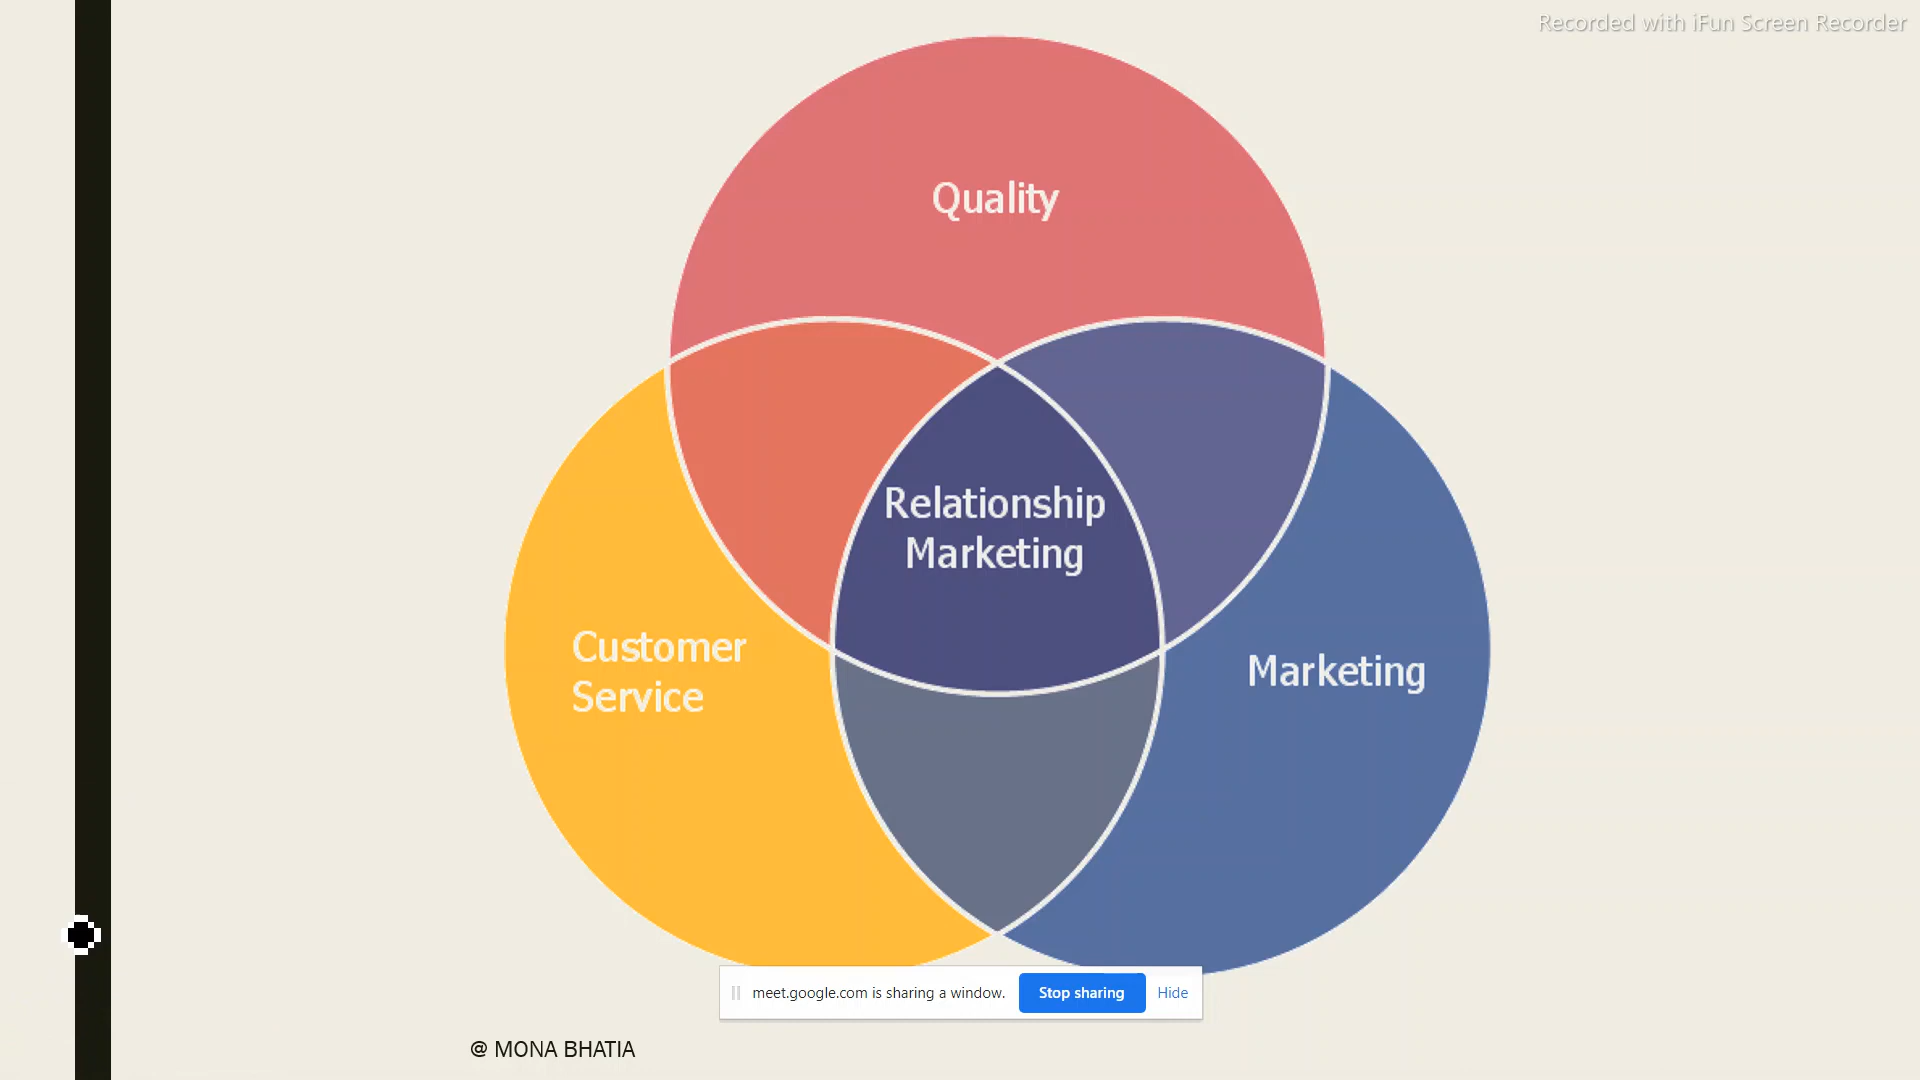 Recorded with iFun Screen Recorder
Quality
Relationship
Marketing
Customer
Service
Marketing
meet.google.com is sharing a window. Stop sharing Hide
@ MONA BHATIA